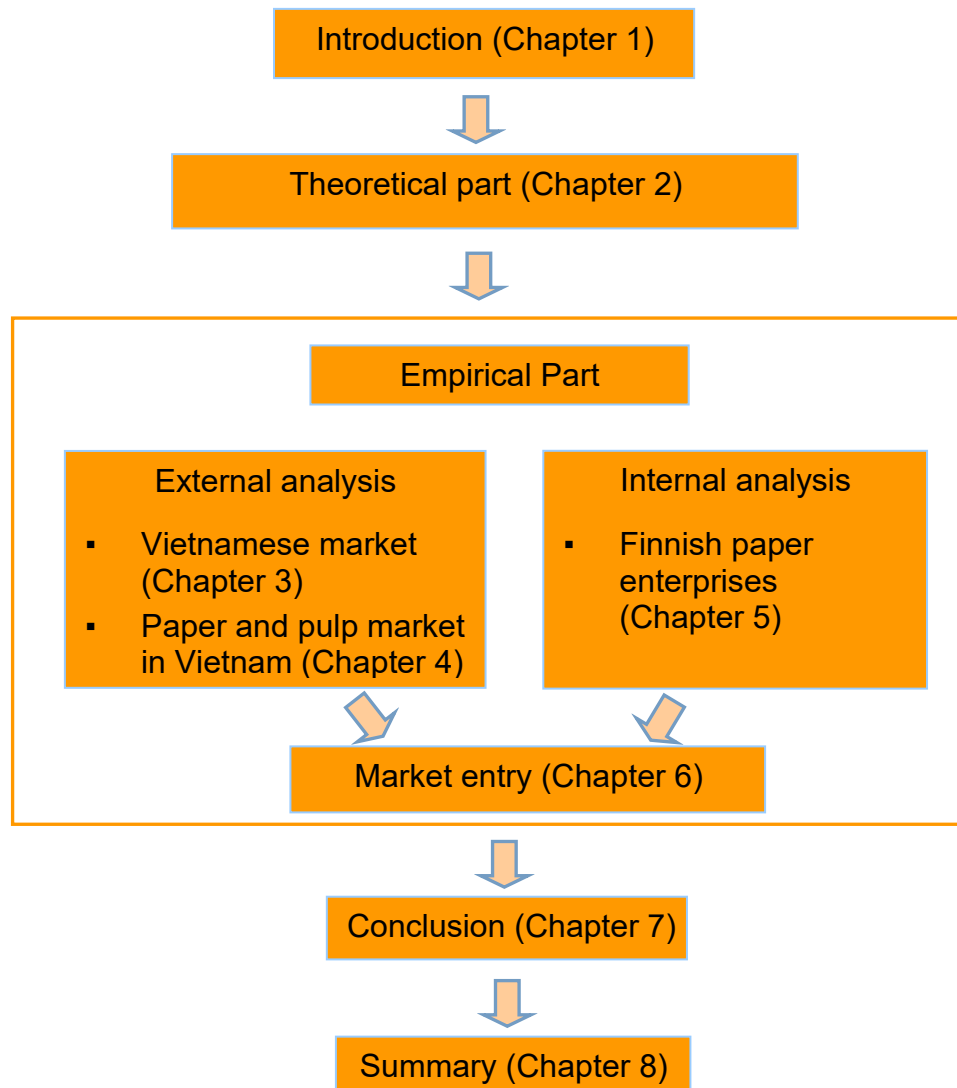 Introduction (Chapter 1)
Theoretical part (Chapter 2)
Empirical Part
External analysis
▪ Vietnamese market
(Chapter 3)
▪ Paper and pulp market
in Vietnam (Chapter 4)
Internal analysis
▪ Finnish paper
enterprises
(Chapter 5)
Market entry (Chapter 6)
Conclusion (Chapter 7)
Summary (Chapter 8)